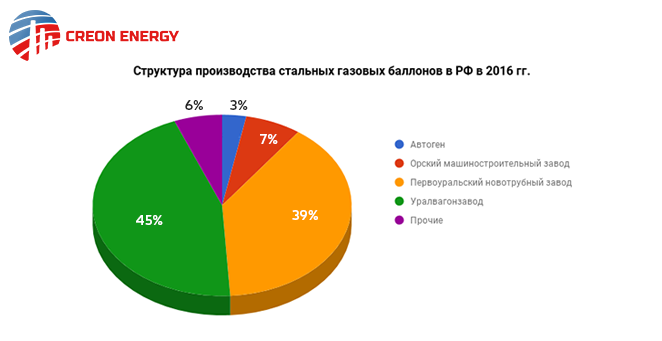 CREON ENERGY
Структура производства стальных газовых баллонов в РФ в 2016 гг.
6%
3%
7%
39%
45%
Автоген
Орский машиностроительный завод
Первоуральский новотрубный завод
Уралвагонзавод
Прочие